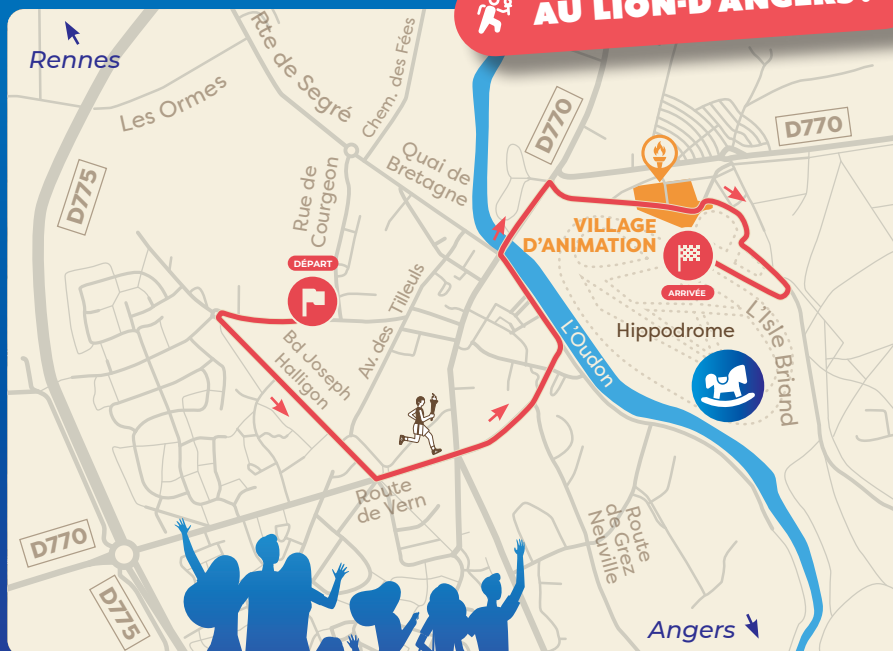 AU LION-D'ANGERS !
Rennes
Les Ormes
Rte de Segré
Chem. des Fées
D770
D770
D775
Quai de
Bretagne
Rue de
Courgeon
VILLAGE
D'ANIMATION
DÉPART
ARRIVÉE
Av. des Tilleuls
Hippodrome
L'Oudon
L'Isle Briand
Bd Joseph
Halligon
Route
de Vern
Route
de Grez
Neuville
D770
D775
Angers